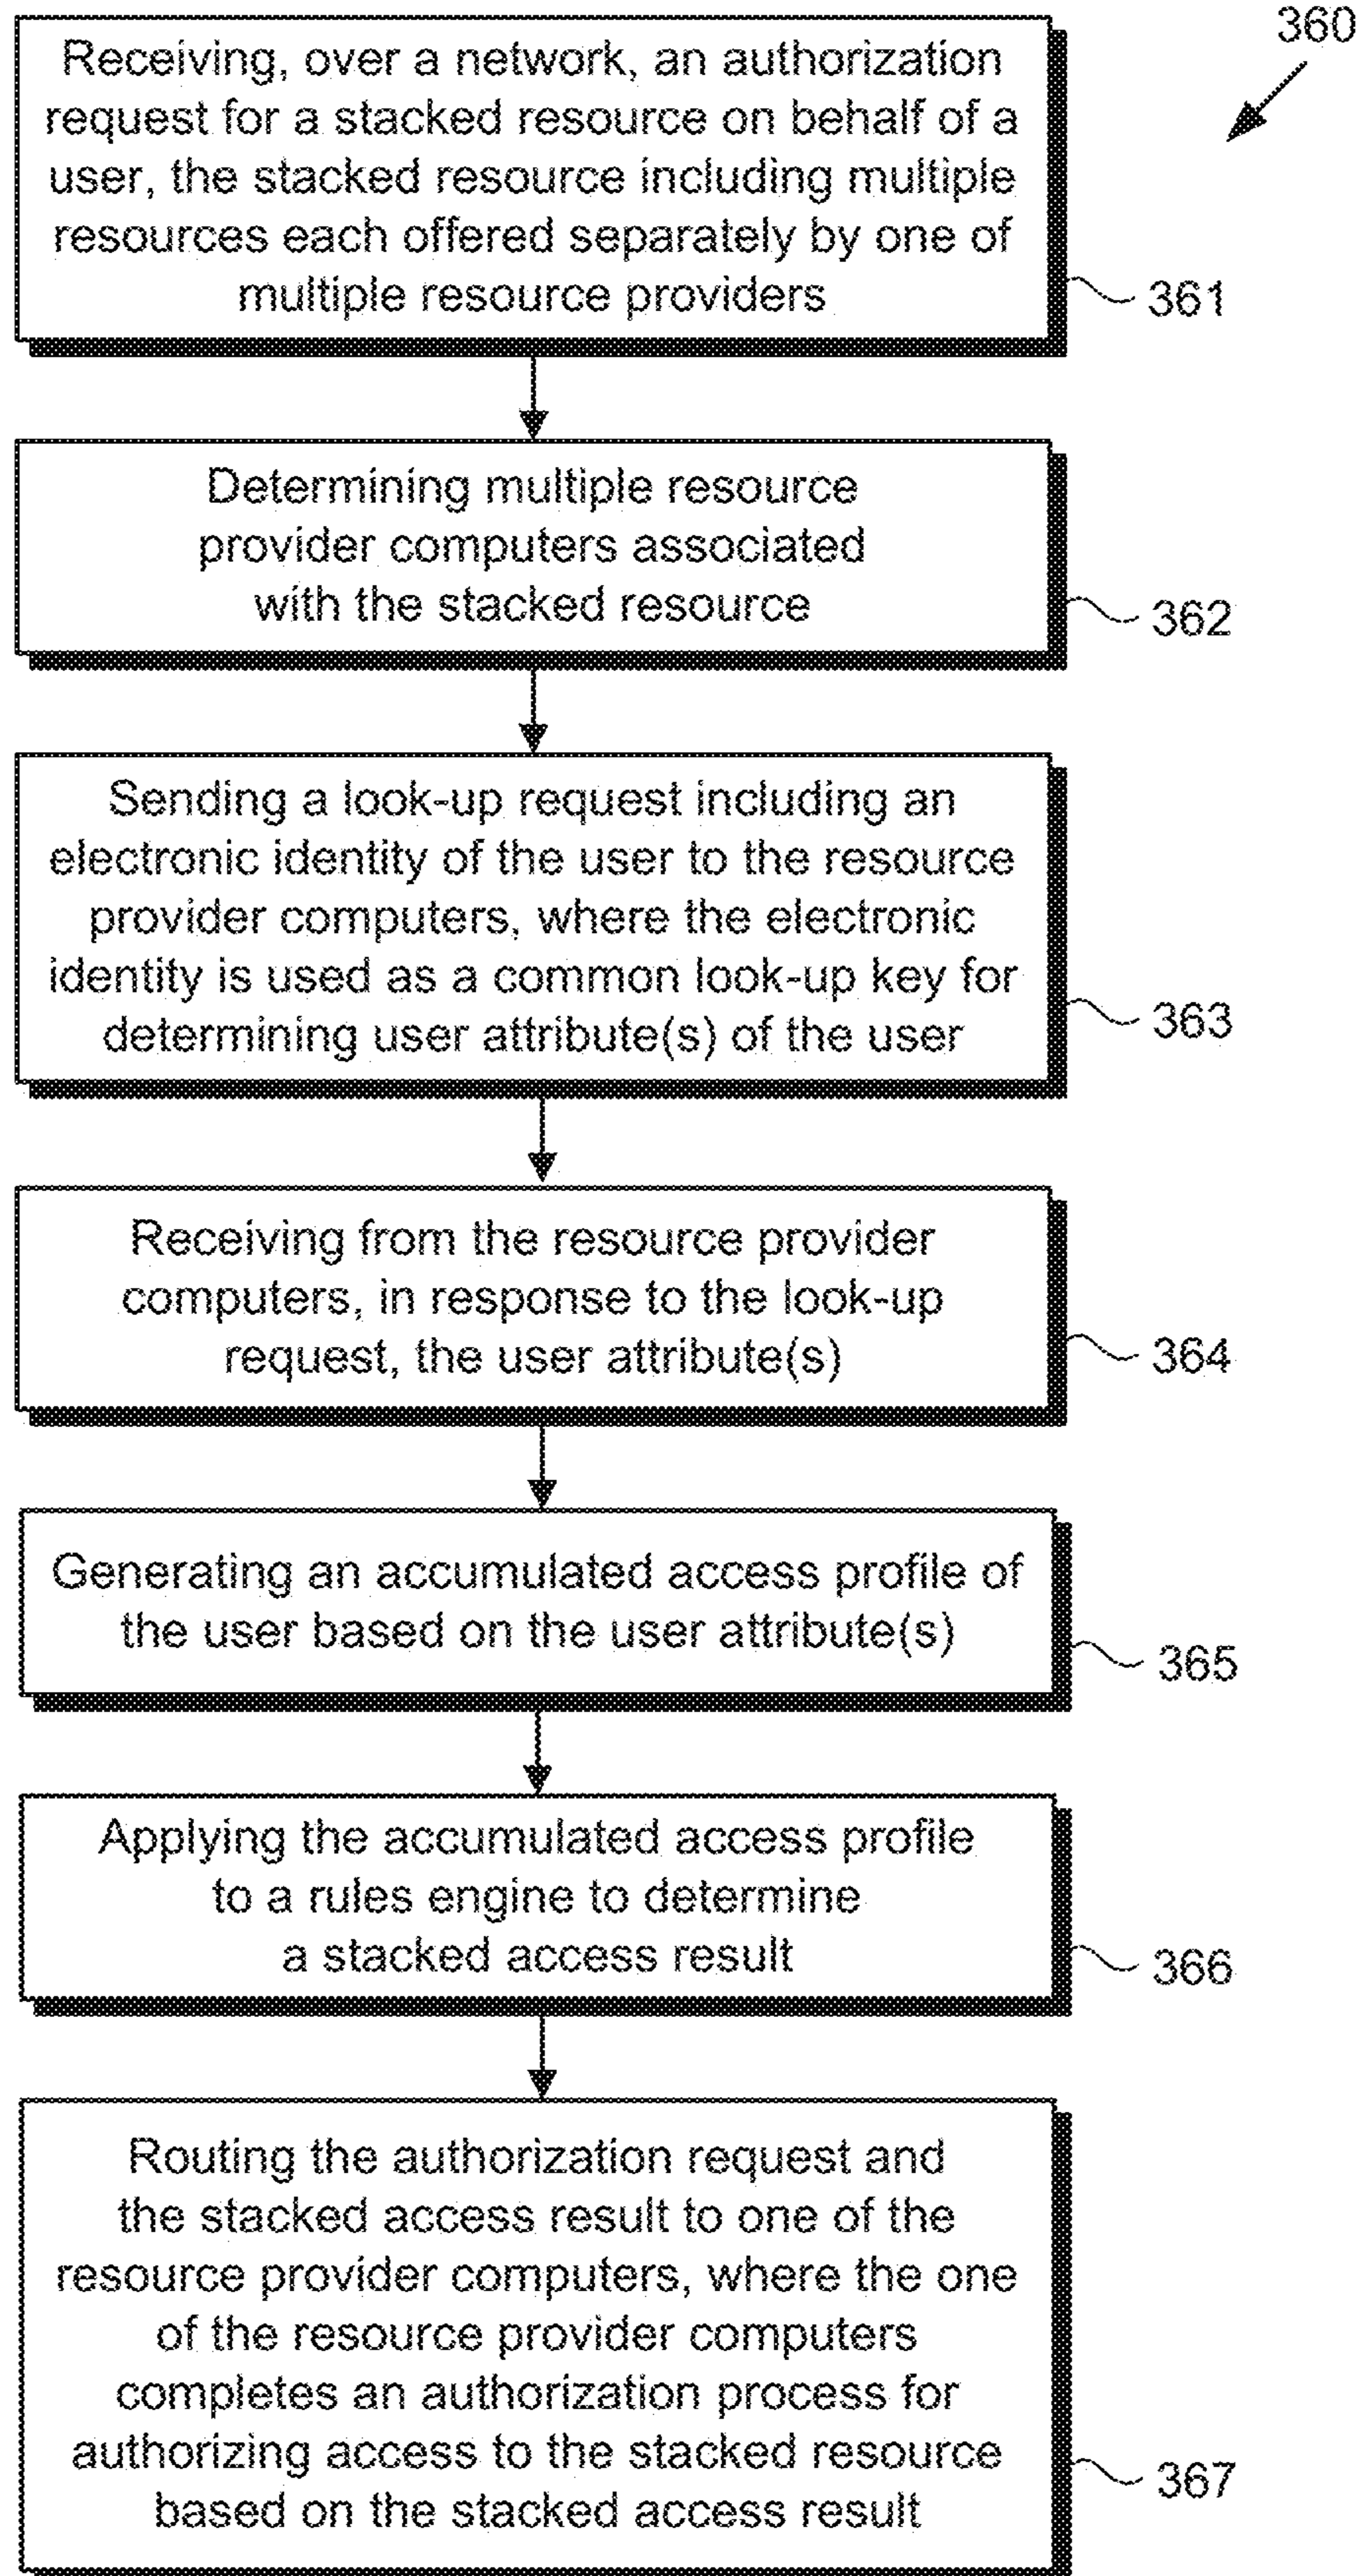 360
Receiving, over a network, an authorization
request for a stacked resource on behalf of a
user, the stacked resource including multiple
resources each offered separately by one of
multiple resource providers
361
Determining multiple resource
provider computers associated
with the stacked resource
362
Sending a look-up request including an
electronic identity of the user to the resource
provider computers, where the electronic
identity is used as a common look-up key for
determining user attribute(s) of the user
363
Receiving from the resource provider
computers, in response to the look-up
request, the user attribute(s)
364
Generating an accumulated access profile of
the user based on the user attribute(s)
365
Applying the accumulated access profile
to a rules engine to determine
a stacked access result
366
Routing the authorization request and
the stacked access result to one of the
resource provider computers, where the one
of the resource provider computers
completes an authorization process for
authorizing access to the stacked resource
based on the stacked access result
367